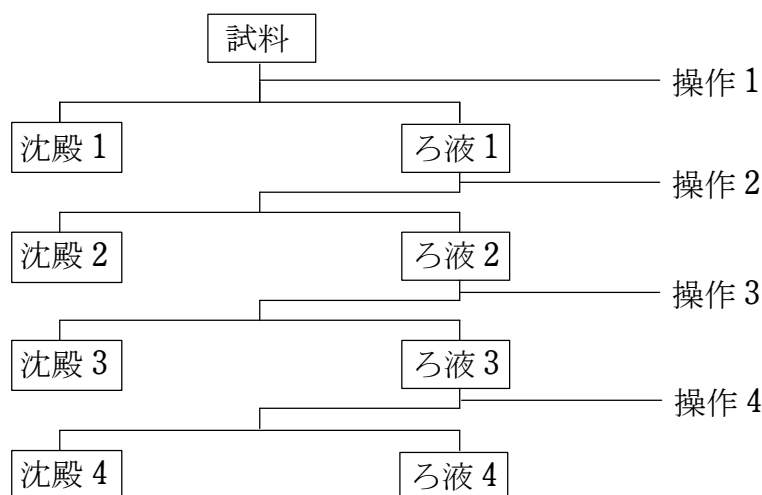 試料
操作 1
沈殿 1
ろ液 1
操作 2
沈殿 2
ろ液 2
操作 3
沈殿 3
ろ液 3
操作 4
沈殿 4
ろ液 4